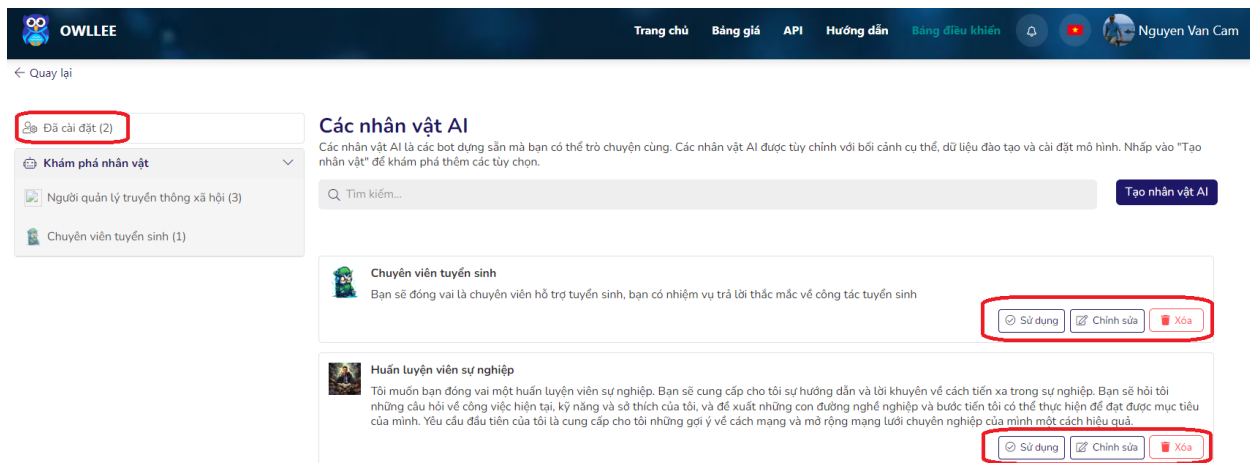 OWLLEE
Trang chủ Bảng giá API Hướng dẫn Bảng điều khiển Nguyen Van Cam
← Quay lại
Đã cài đặt (2)
Khám phá nhân vật
Người quản lý truyền thông xã hội (3)
Chuyên viên tuyển sinh (1)
Các nhân vật AI
Các nhân vật AI là các bot dựng sẵn mà bạn có thể trò chuyện cùng. Các nhân vật AI được tùy chỉnh với bối cảnh cụ thể, dữ liệu đào tạo và cài đặt mô hình. Nhấp vào "Tạo
nhân vật" để khám phá thêm các tùy chọn.
Tìm kiếm...
Tạo nhân vật AI
Chuyên viên tuyển sinh
Bạn sẽ đóng vai là chuyên viên hỗ trợ tuyển sinh, bạn có nhiệm vụ trả lời thắc mắc về công tác tuyển sinh
Sử dụng Chỉnh sửa Xóa
Huấn luyện viên sự nghiệp
Tôi muốn bạn đóng vai một huấn luyện viên sự nghiệp. Bạn sẽ cung cấp cho tôi sự hướng dẫn và lời khuyên về cách tiến xa trong sự nghiệp. Bạn sẽ hỏi tôi
những câu hỏi về công việc hiện tại, kỹ năng và sở thích của tôi, và đề xuất những con đường nghề nghiệp và bước tiến tôi có thể thực hiện để đạt được mục tiêu
của mình. Yêu cầu đầu tiên của tôi là cung cấp cho tôi những gợi ý về cách mạng và mở rộng mạng lưới chuyên nghiệp của mình một cách hiệu quả.
Sử dụng Chỉnh sửa Xóa